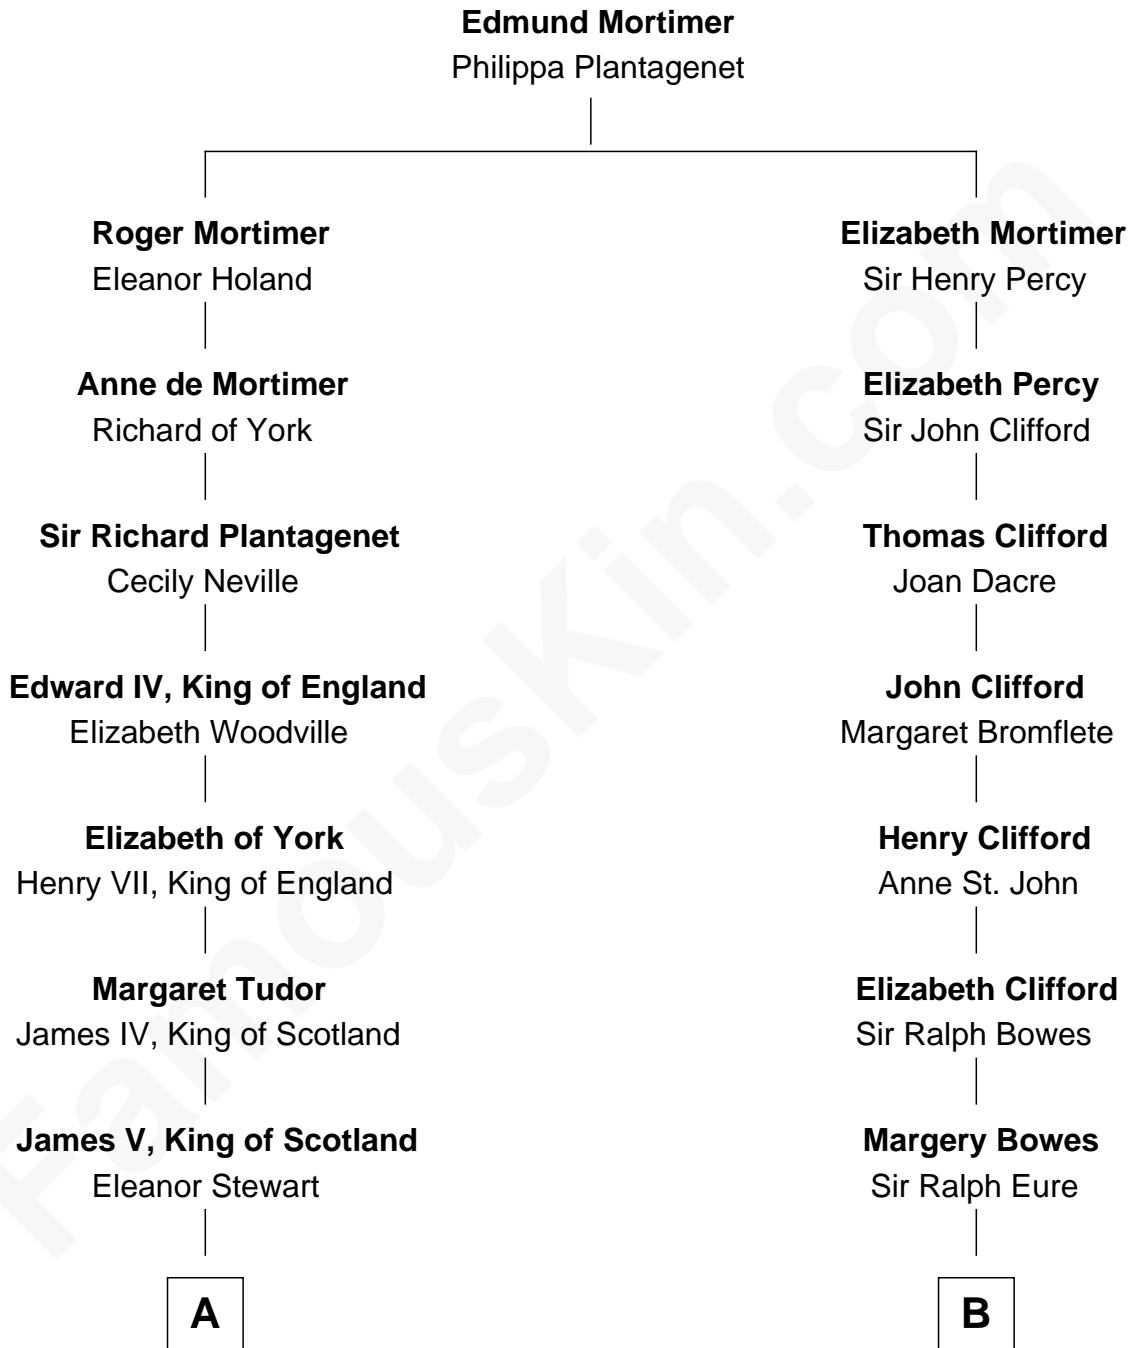 Edmund Mortimer
Philippa Plantagenet
Roger Mortimer
Eleanor Holand
Anne de Mortimer
Richard of York
Sir Richard Plantagenet
Cecily Neville
Edward IV, King of England
Elizabeth Woodville
Elizabeth of York
Henry VII, King of England
Margaret Tudor
James IV, King of Scotland
James V, King of Scotland
Eleanor Stewart
A
Elizabeth Mortimer
Sir Henry Percy
Elizabeth Percy
Sir John Clifford
Thomas Clifford
Joan Dacre
John Clifford
Margaret Bromflete
Henry Clifford
Anne St. John
Elizabeth Clifford
Sir Ralph Bowes
Margery Bowes
Sir Ralph Eure
B
FamousKin.com